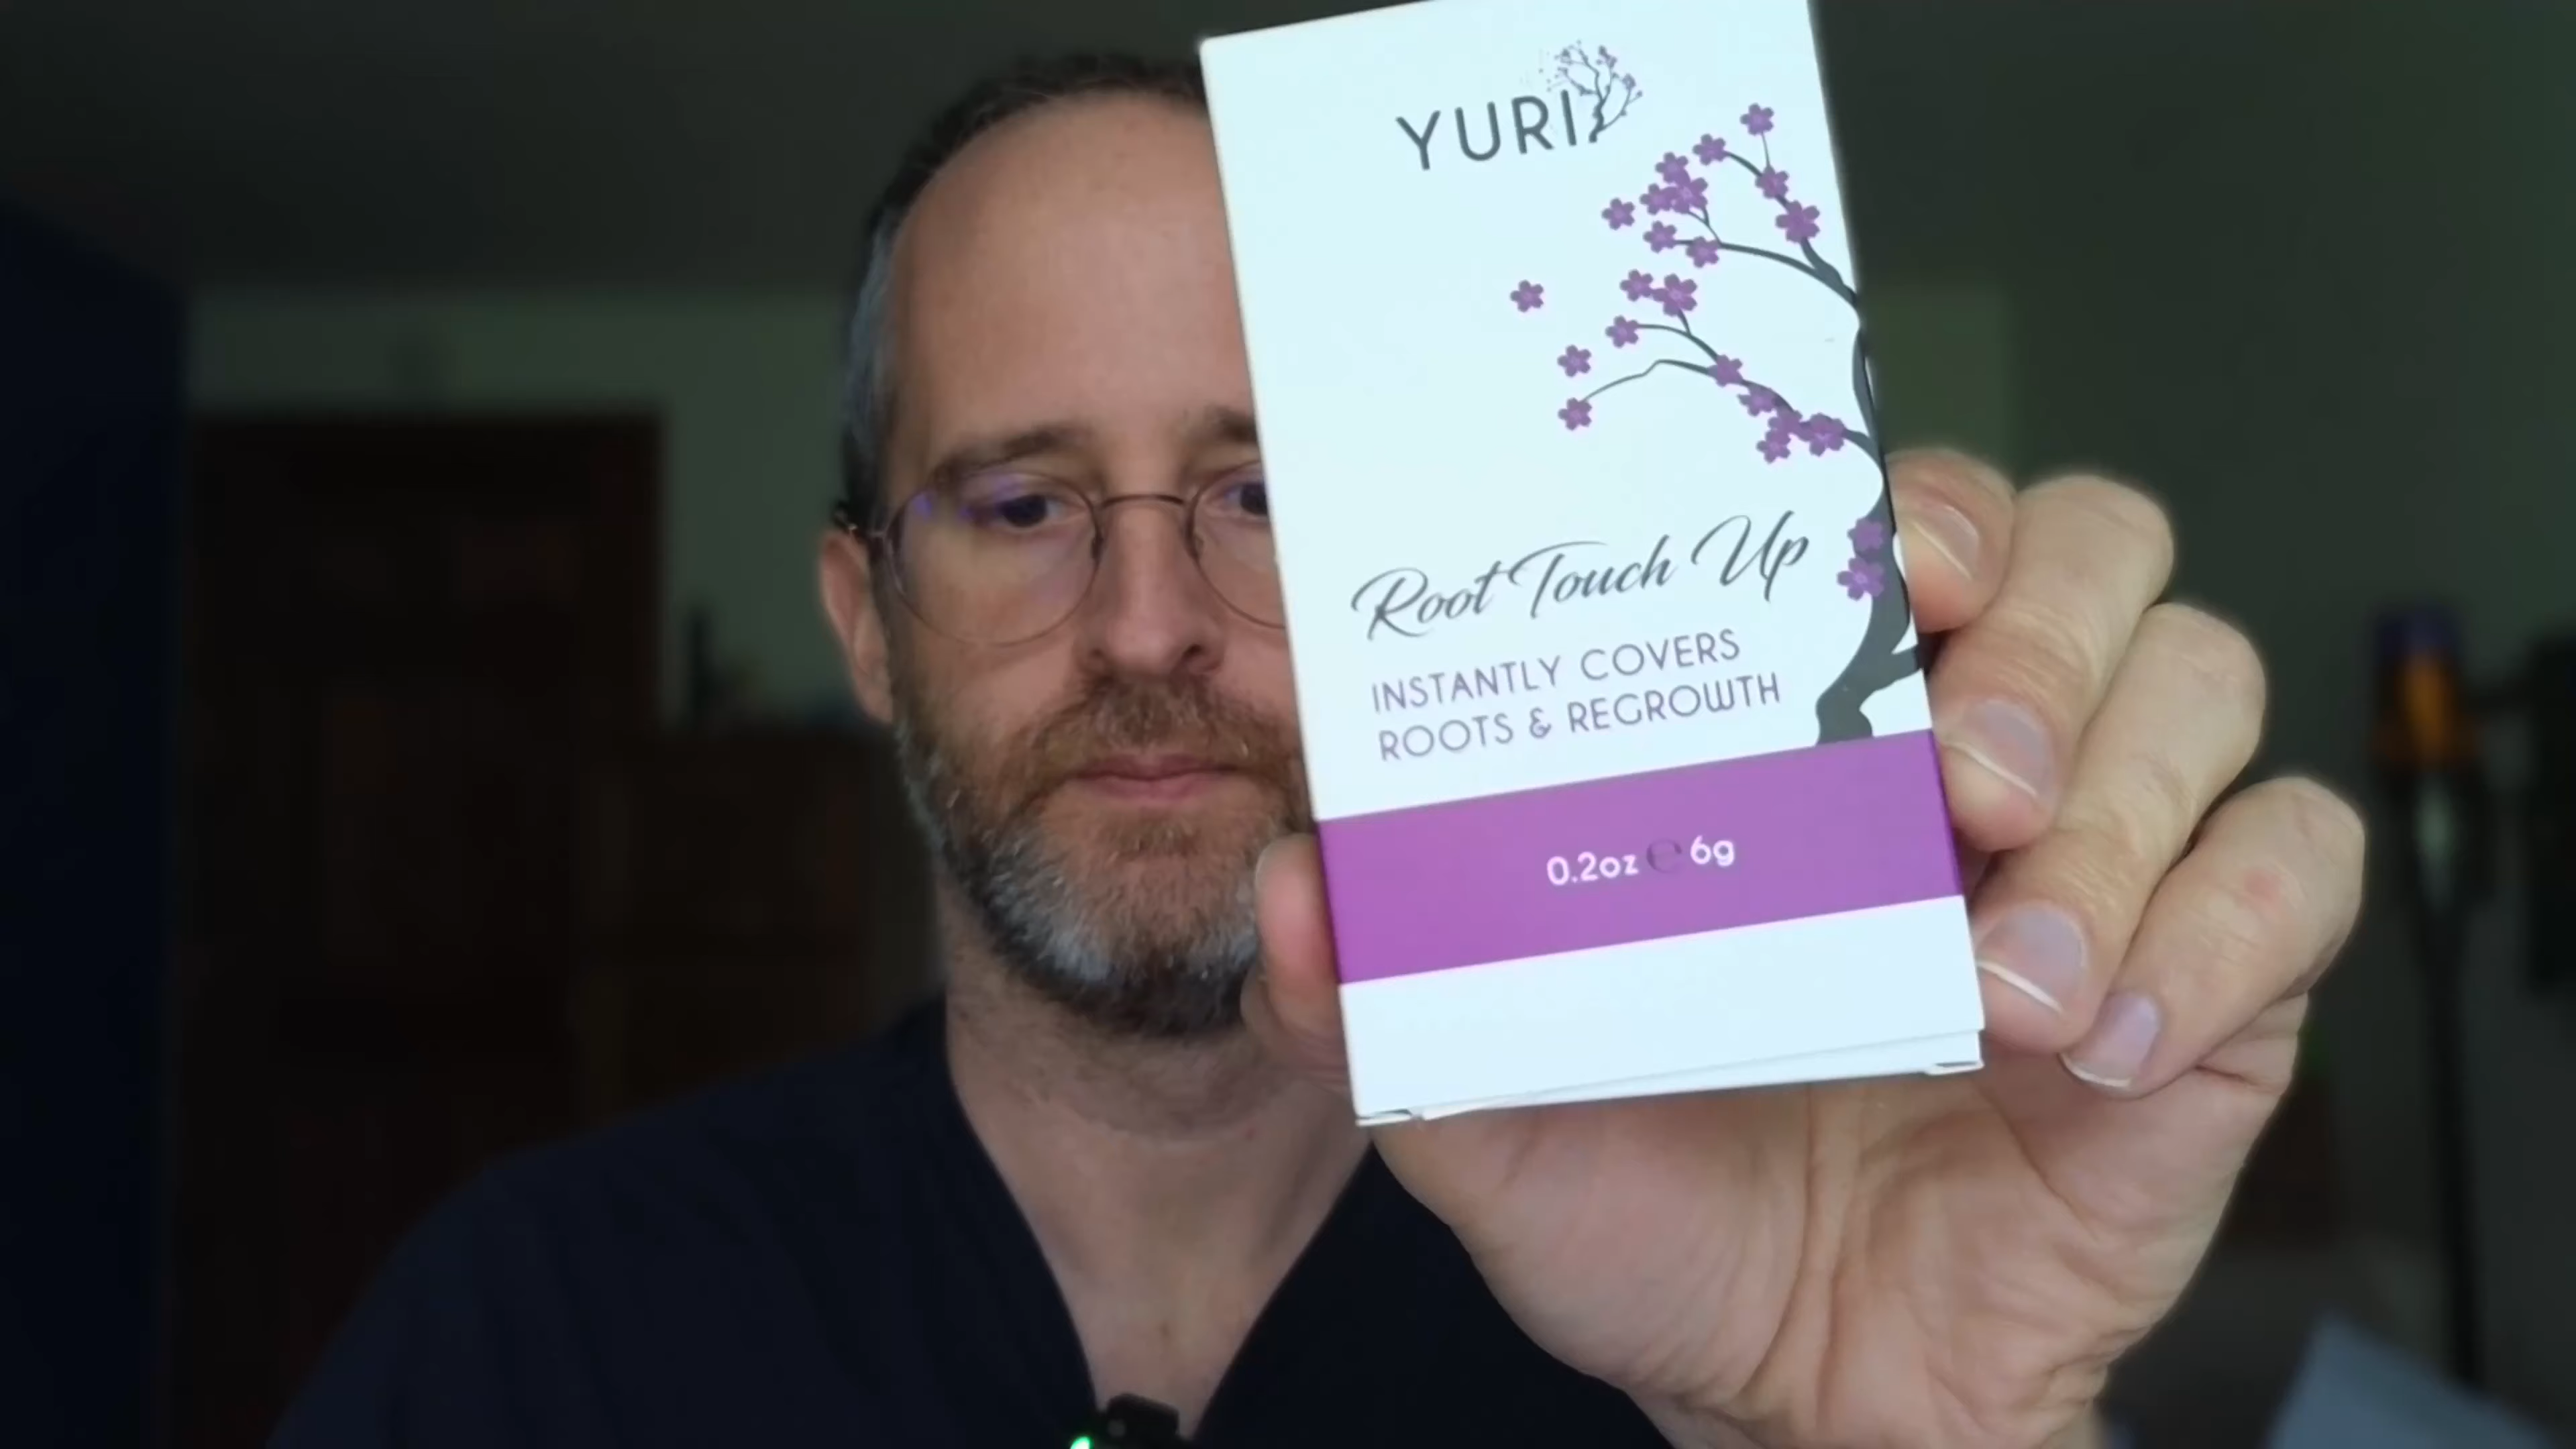 YURI
Root Touch Up
INSTANTLY COVERS
ROOTS & REGROWTH
0.2oz ℮ 6g